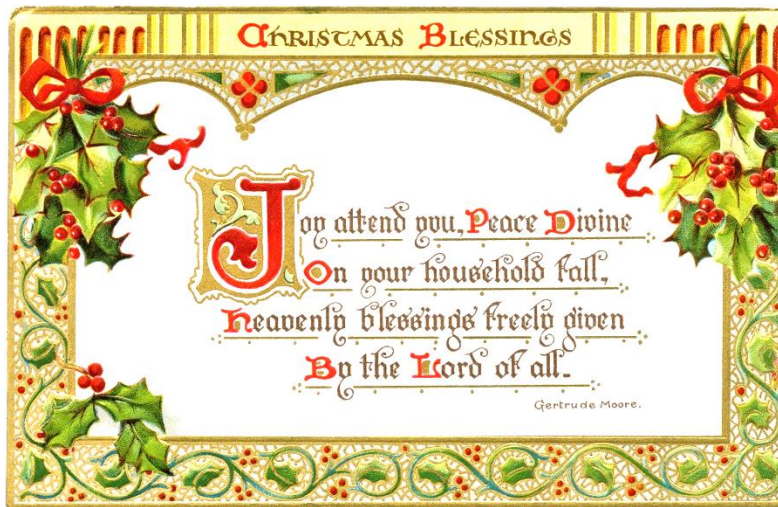 CHRISTMAS BLESSINGS
Joy attend you, Peace Divine
On your household fall,
Heavenly blessings freely given
By the Lord of all.
Gertrude Moore.